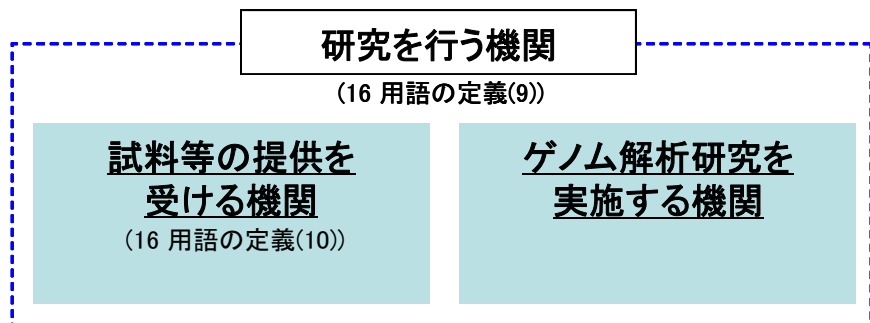 研究を行う機関
(16 用語の定義(9))
試料等の提供を
受ける機関
(16 用語の定義(10))
ゲノム解析研究を
実施する機関